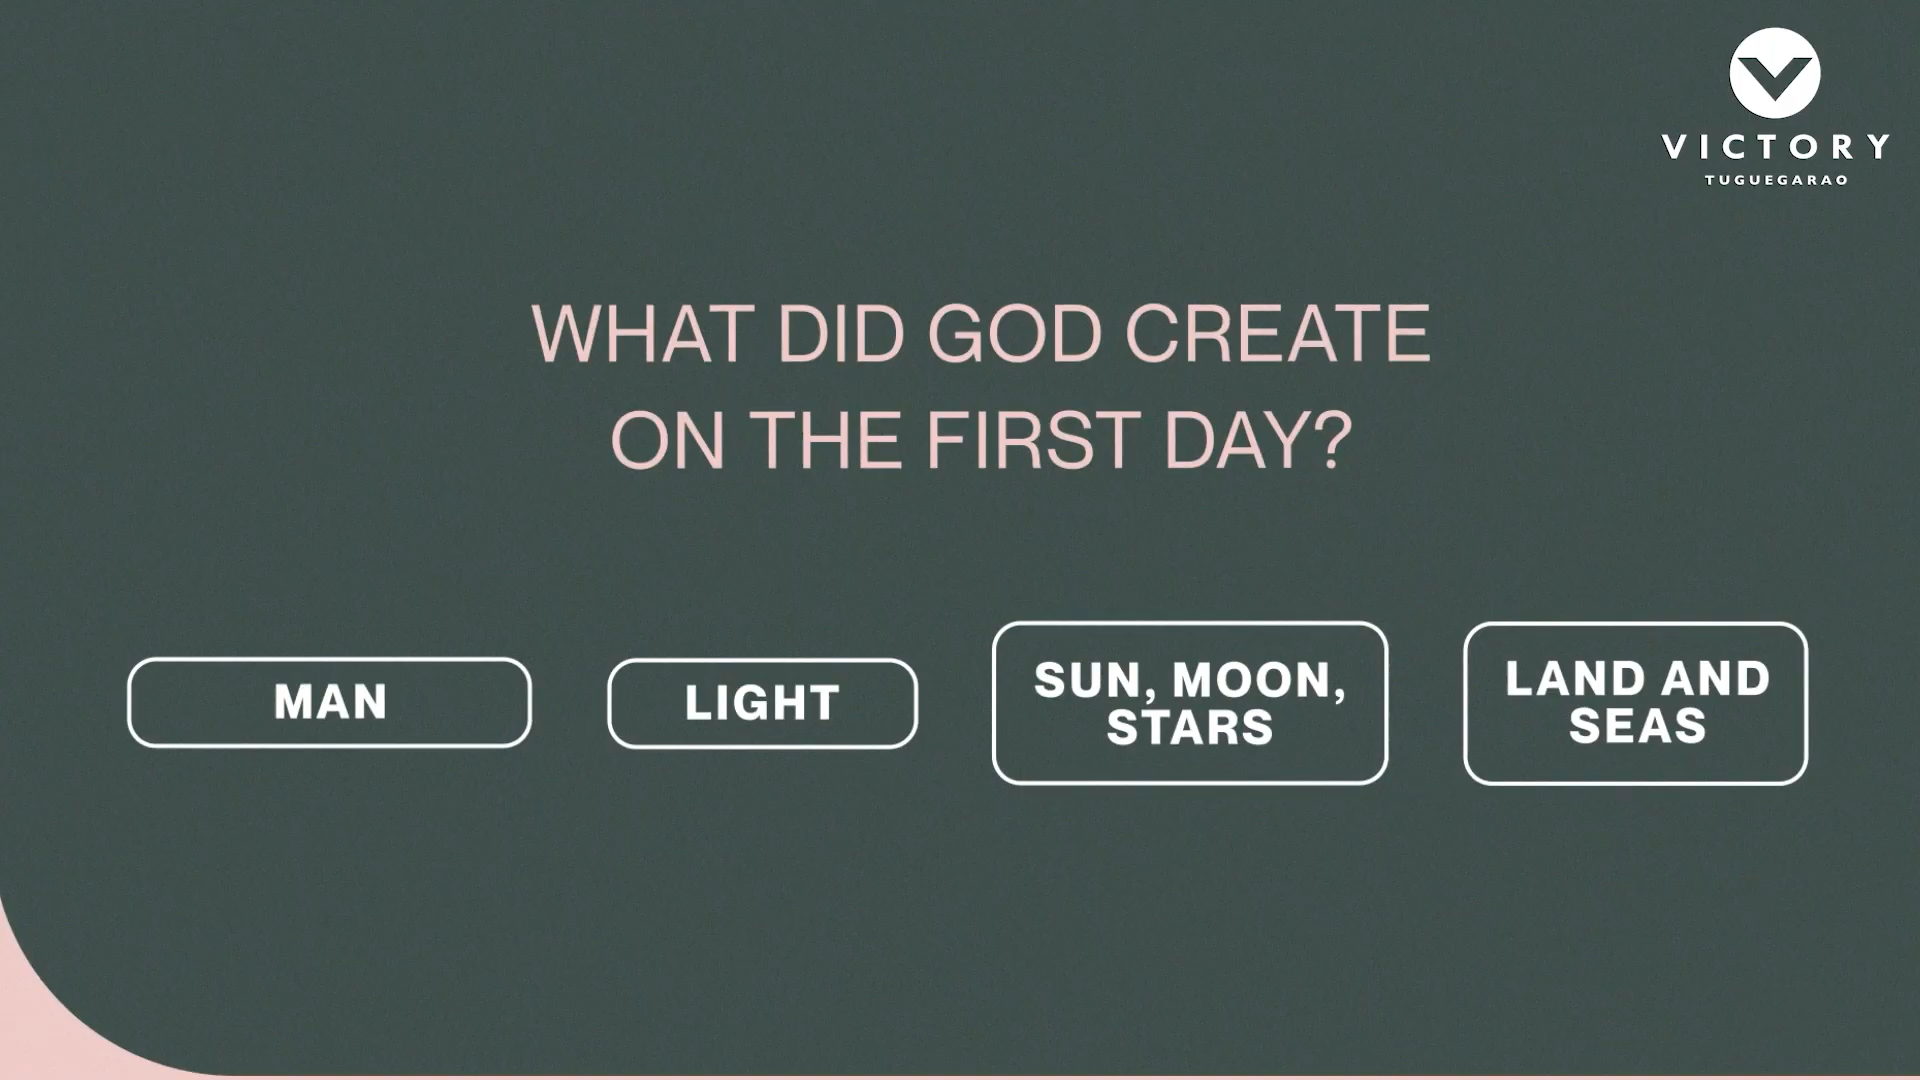 VICTORY
TUGUEGARAO
WHAT DID GOD CREATE
ON THE FIRST DAY?
MAN
LIGHT
SUN, MOON,
STARS
LAND AND
SEAS